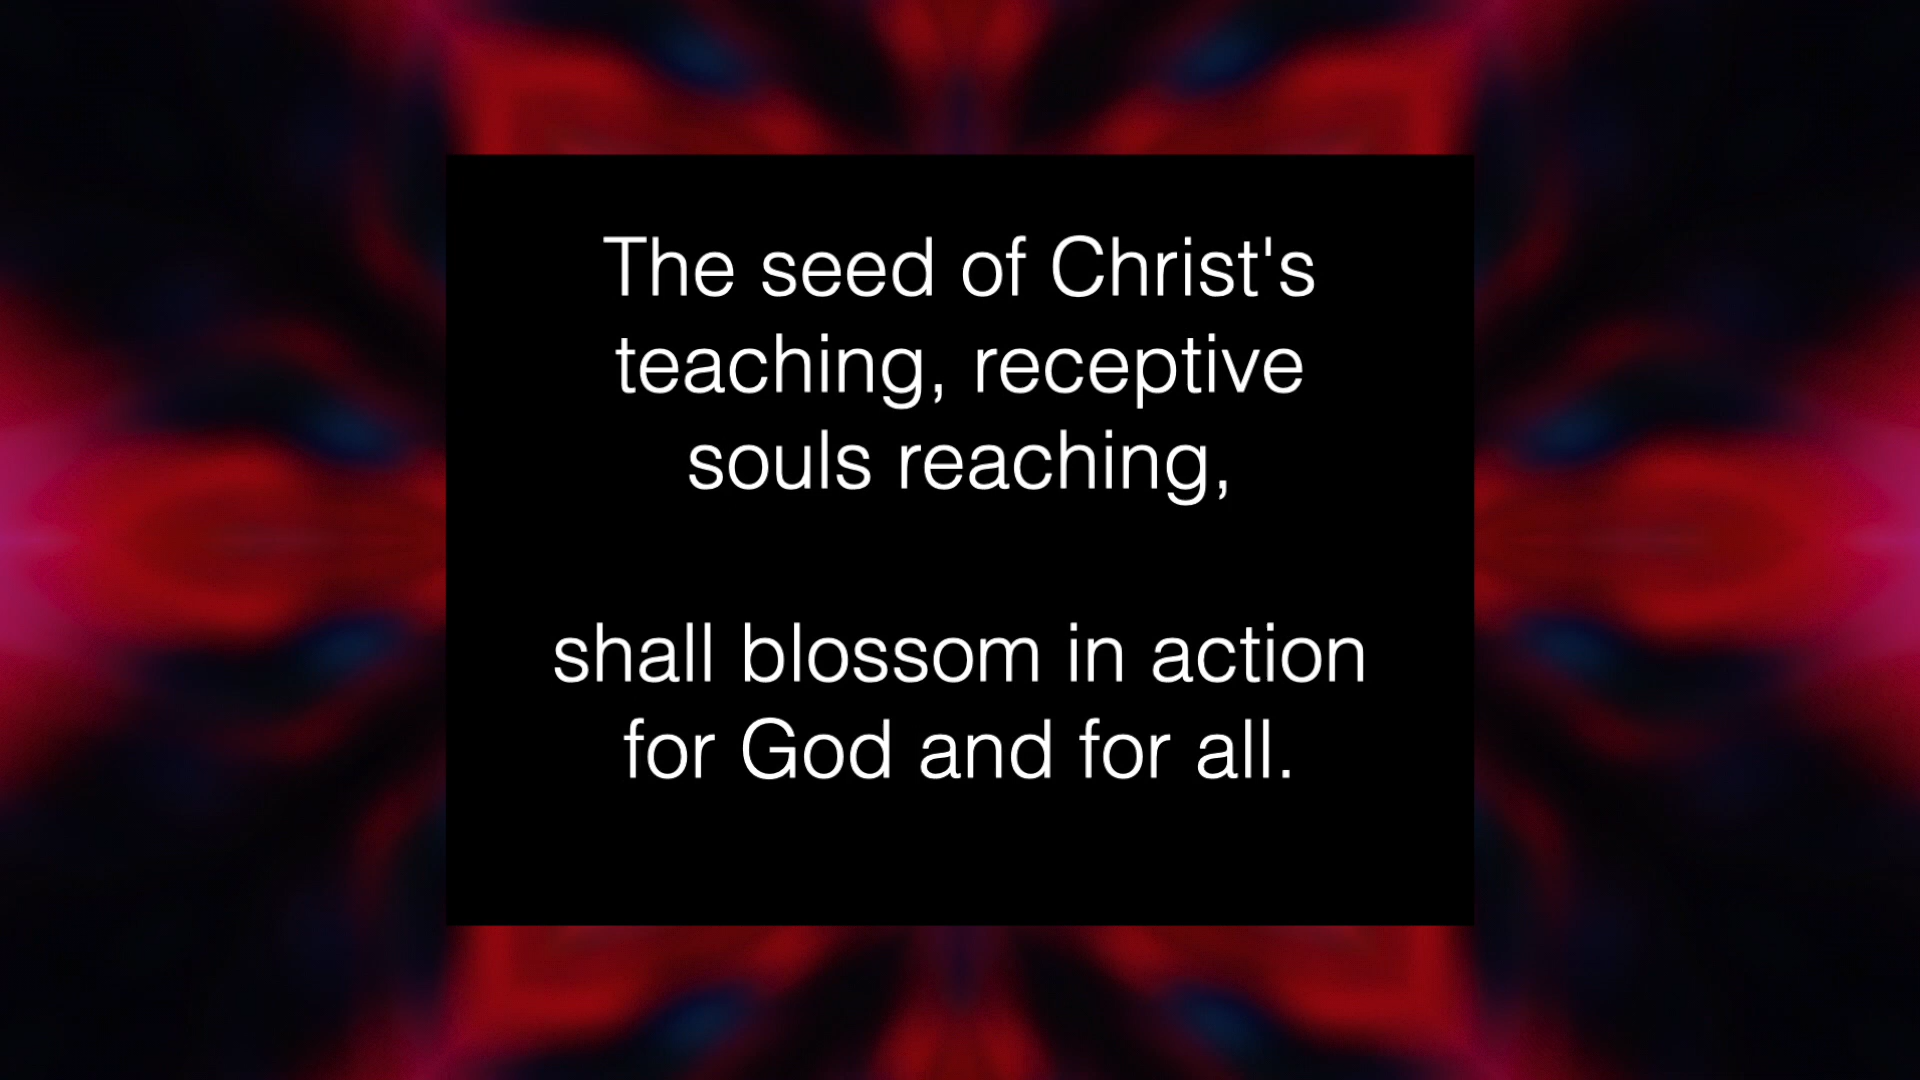 The seed of Christ's
teaching, receptive
souls reaching,
shall blossom in action
for God and for all.